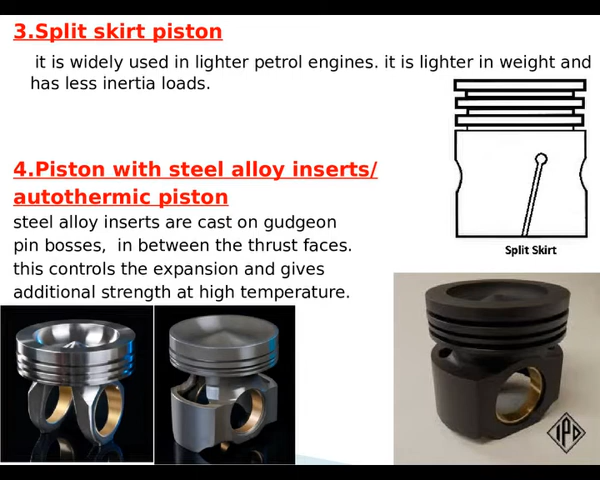 3.Split skirt piston
it is widely used in lighter petrol engines. it is lighter in weight and
has less inertia loads.
Split Skirt
4.Piston with steel alloy inserts/
autothermic piston
steel alloy inserts are cast on gudgeon
pin bosses, in between the thrust faces.
this controls the expansion and gives
additional strength at high temperature.
IPD